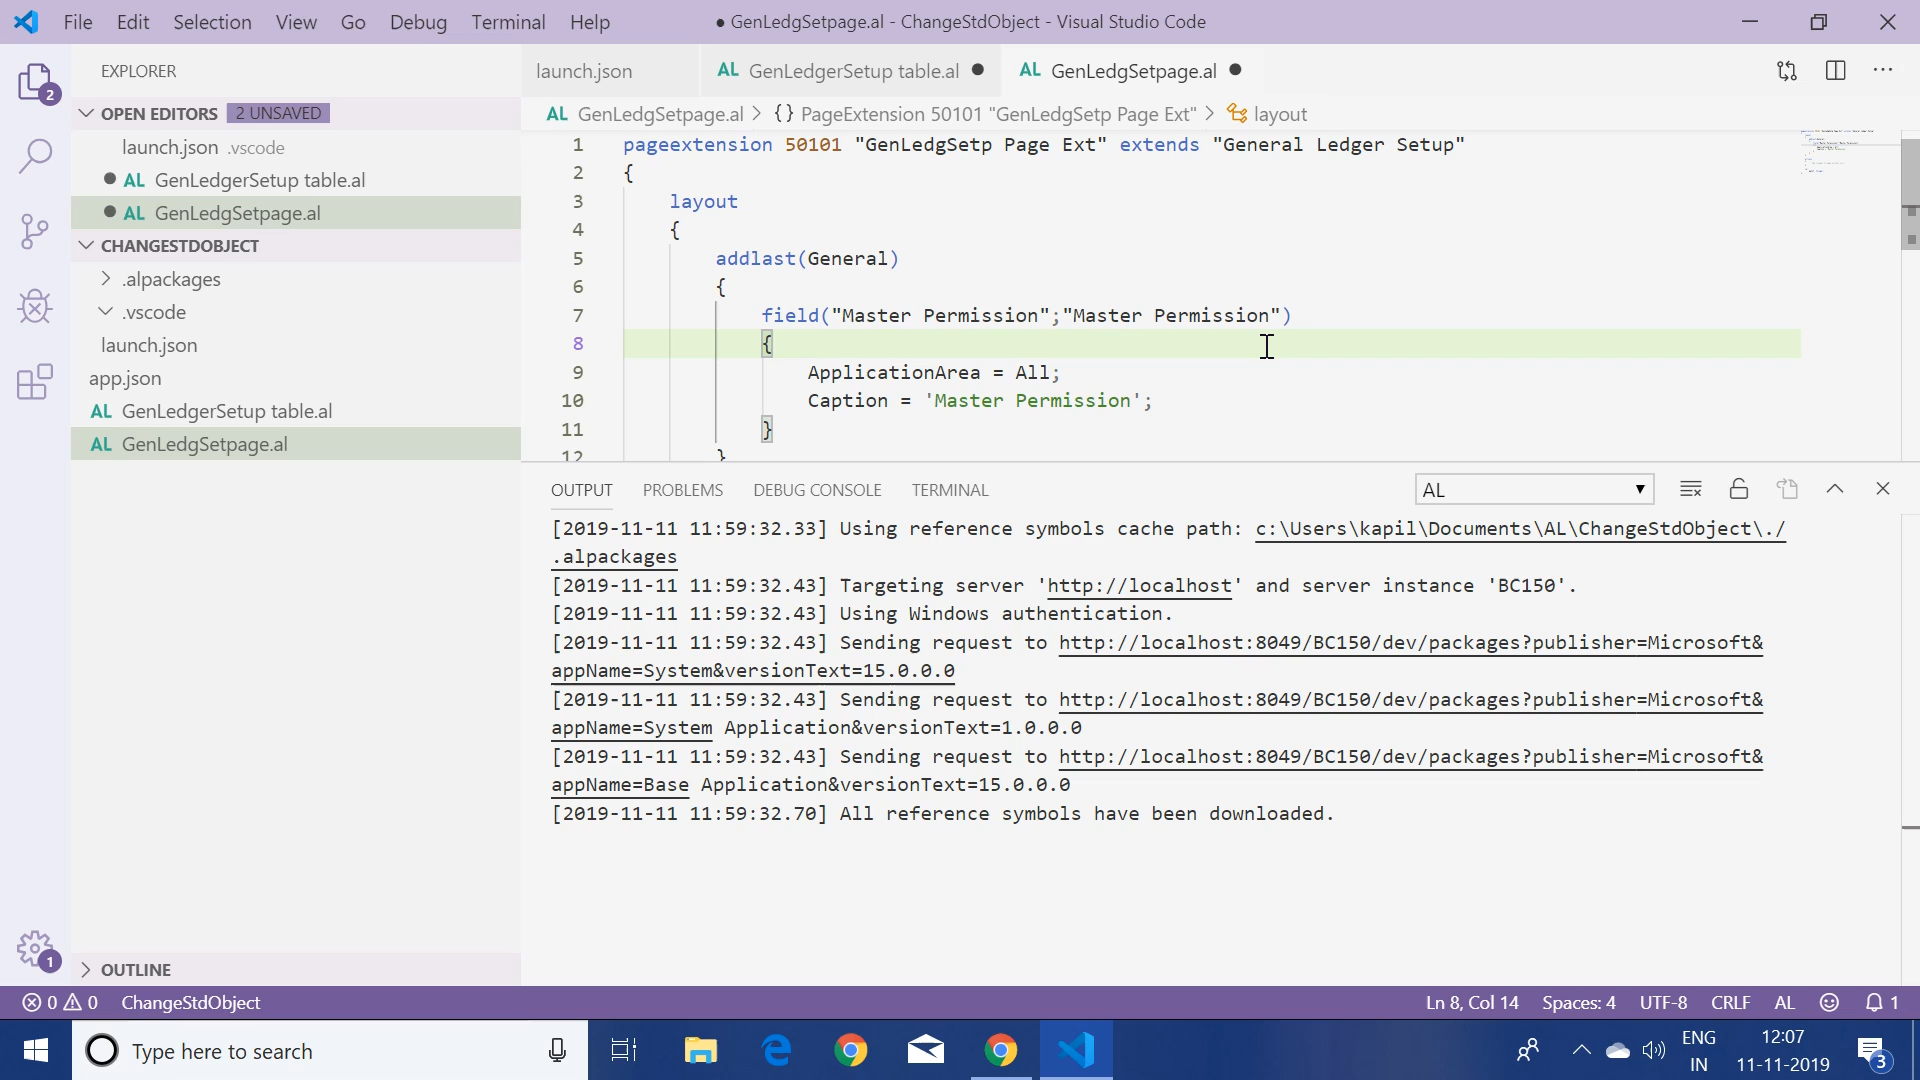 File Edit Selection View Go Debug Terminal Help
● GenLedgSetpage.al - ChangeStdObject - Visual Studio Code
2
EXPLORER
OPEN EDITORS 2 UNSAVED
launch.json .vscode
AL GenLedgerSetup table.al
AL GenLedgSetpage.al
CHANGESTDOBJECT
.alpackages
.vscode
launch.json
app.json
AL GenLedgerSetup table.al
AL GenLedgSetpage.al
OUTLINE
1
launch.json AL GenLedgerSetup table.al ● AL GenLedgSetpage.al ●
AL GenLedgSetpage.al > {} PageExtension 50101 "GenLedgSetp Page Ext" > layout
1 pageextension 50101 "GenLedgSetp Page Ext" extends "General Ledger Setup"
2 {
3 layout
4 {
5 addlast(General)
6 {
7 field("Master Permission";"Master Permission")
8 {
9 ApplicationArea = All;
10 Caption = 'Master Permission';
11 }
12 }
OUTPUT PROBLEMS DEBUG CONSOLE TERMINAL AL
[2019-11-11 11:59:32.33] Using reference symbols cache path: c:\Users\kapil\Documents\AL\ChangeStdObject\./
.alpackages
[2019-11-11 11:59:32.43] Targeting server 'http://localhost' and server instance 'BC150'.
[2019-11-11 11:59:32.43] Using Windows authentication.
[2019-11-11 11:59:32.43] Sending request to http://localhost:8049/BC150/dev/packages?publisher=Microsoft&
appName=System&versionText=15.0.0.0
[2019-11-11 11:59:32.43] Sending request to http://localhost:8049/BC150/dev/packages?publisher=Microsoft&
appName=System Application&versionText=1.0.0.0
[2019-11-11 11:59:32.43] Sending request to http://localhost:8049/BC150/dev/packages?publisher=Microsoft&
appName=Base Application&versionText=15.0.0.0
[2019-11-11 11:59:32.70] All reference symbols have been downloaded.
0 0 ChangeStdObject Ln 8, Col 14 Spaces: 4 UTF-8 CRLF AL 1
Type here to search
ENG
IN
12:07
11-11-2019
3